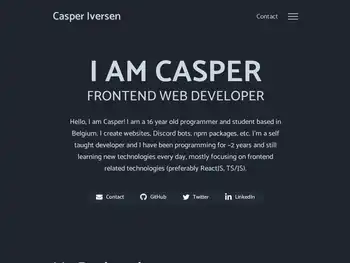 Casper Iversen
Contact
I AM CASPER
FRONTEND WEB DEVELOPER
Hello, I am Casper! I am a 16 year old programmer and student based in
Belgium. I create websites, Discord bots, npm packages, etc. I'm a self
taught developer and I have been programming for ~2 years and still
learning new technologies every day, mostly focusing on frontend
related technologies (preferably ReactJS, TS/JS).
Contact
GitHub
Twitter
LinkedIn